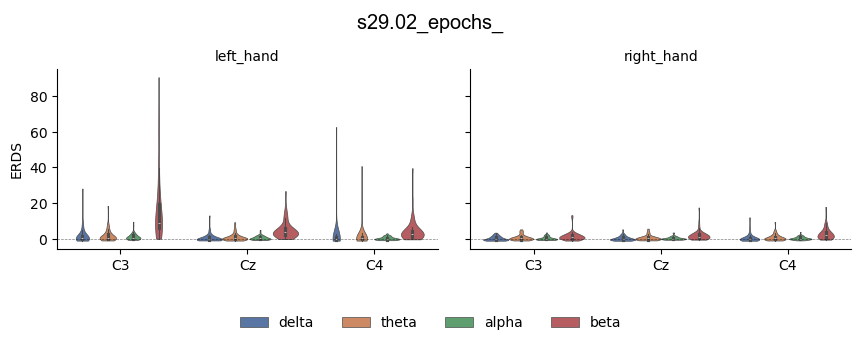 s29.02_epochs_
left_hand
right_hand
ERDS
80
60
40
20
0
C3 Cz C4
C3 Cz C4
delta theta alpha beta